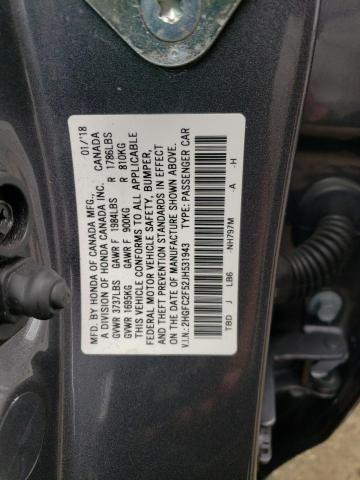 MFD. BY HONDA OF CANADA MFG., 01/'18
A DIVISION OF HONDA CANADA INC. CANADA
GVWR 3737LBS GAWR F 1984LBS R 1786LBS
GVWR 1695KG GAWR F 900KG R 810KG
THIS VEHICLE CONFORMS TO ALL APPLICABLE
FEDERAL MOTOR VEHICLE SAFETY, BUMPER,
AND THEFT PREVENTION STANDARDS IN EFFECT
ON THE DATE OF MANUFACTURE SHOWN ABOVE.
V.I.N.: 2HGFC2F52JH531943 TYPE: PASSENGER CAR
TBD J LB6 -NH797M -A -H